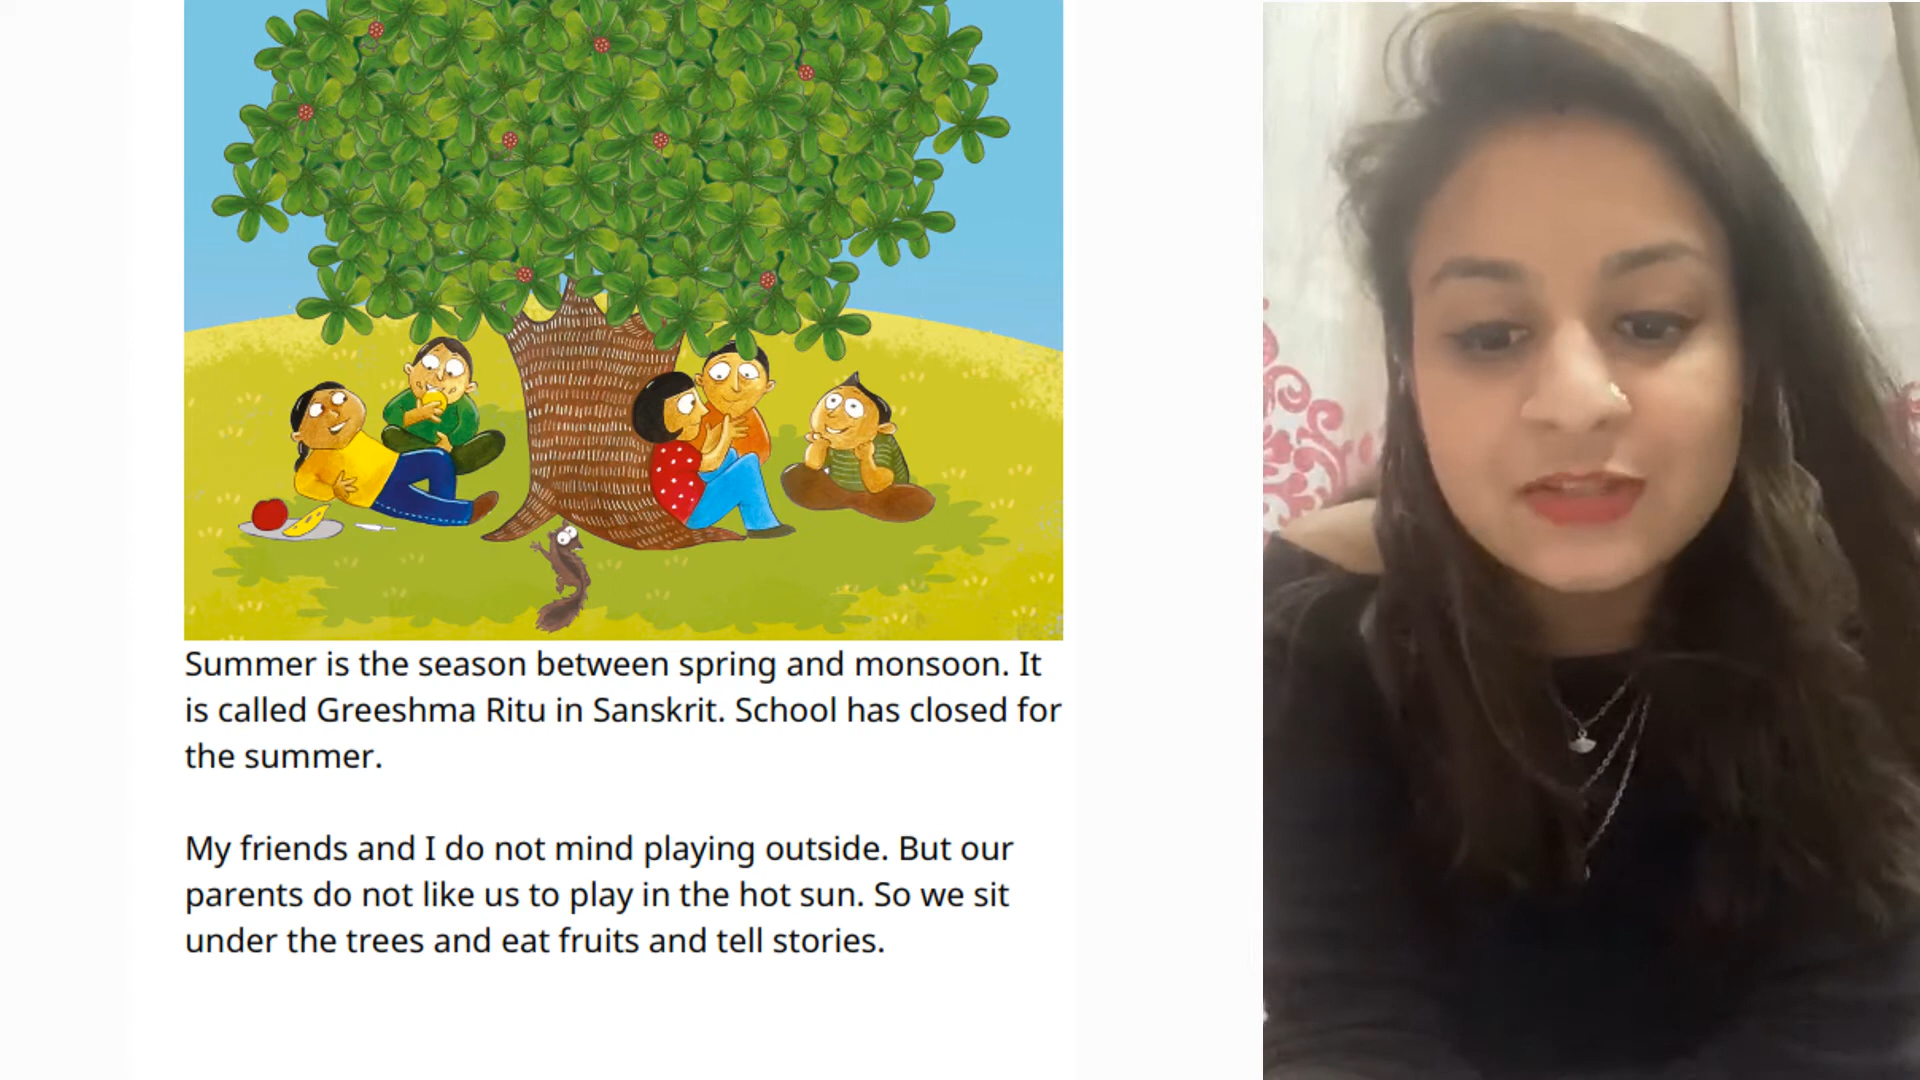 Summer is the season between spring and monsoon. It
is called Greeshma Ritu in Sanskrit. School has closed for
the summer.
My friends and I do not mind playing outside. But our
parents do not like us to play in the hot sun. So we sit
under the trees and eat fruits and tell stories.